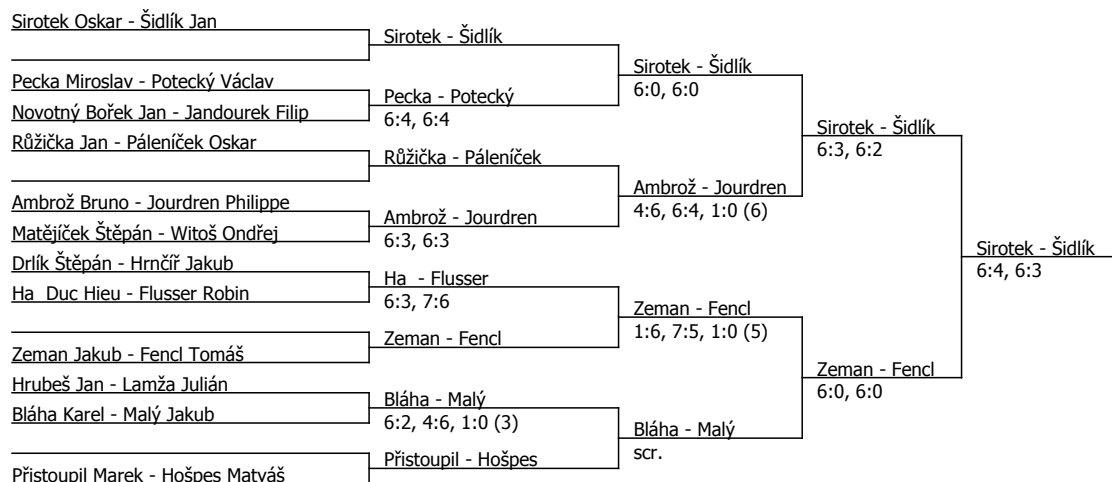 Sirotek Oskar - Šidlík Jan
Sirotek - Šidlík
Sirotek - Šidlík
6:0, 6:0
Pecka Miroslav - Potecký Václav
Pecka - Potecký
6:4, 6:4
Novotný Bořek Jan - Jandourek Filip
Sirotek - Šidlík
6:3, 6:2
Růžička Jan - Páleníček Oskar
Růžička - Páleníček
Ambrož - Jourdren
4:6, 6:4, 1:0 (6)
Ambrož Bruno - Jourdren Philippe
Ambrož - Jourdren
6:3, 6:3
Matějíček Štěpán - Witoš Ondřej
Sirotek - Šidlík
6:4, 6:3
Drlík Štěpán - Hrnčíř Jakub
Ha - Flusser
6:3, 7:6
Ha Duc Hieu - Flusser Robin
Zeman - Fencl
1:6, 7:5, 1:0 (5)
Zeman - Fencl
Zeman Jakub - Fencl Tomáš
Zeman - Fencl
6:0, 6:0
Hrubeš Jan - Lamža Julián
Bláha - Malý
6:2, 4:6, 1:0 (3)
Bláha Karel - Malý Jakub
Bláha - Malý
scr.
Přistoupil - Hošpes
Přistoupil Marek - Hošpes Matyáš